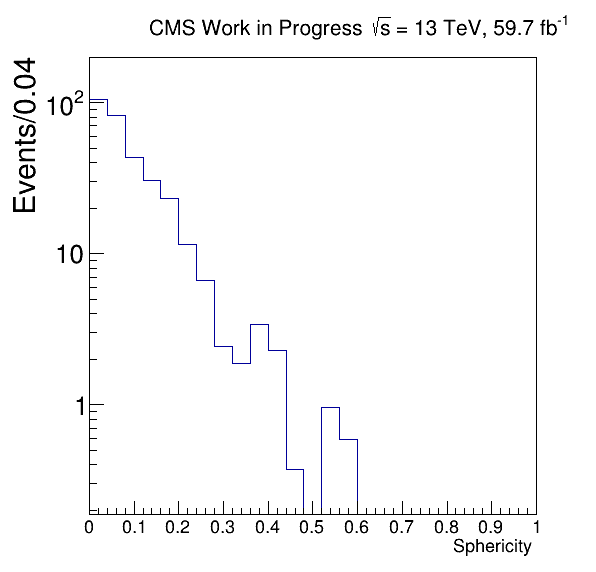 CMS Work in Progress √s = 13 TeV, 59.7 fb⁻¹
Events/0.04
10²
10
1
0 0.1 0.2 0.3 0.4 0.5 0.6 0.7 0.8 0.9 1
Sphericity